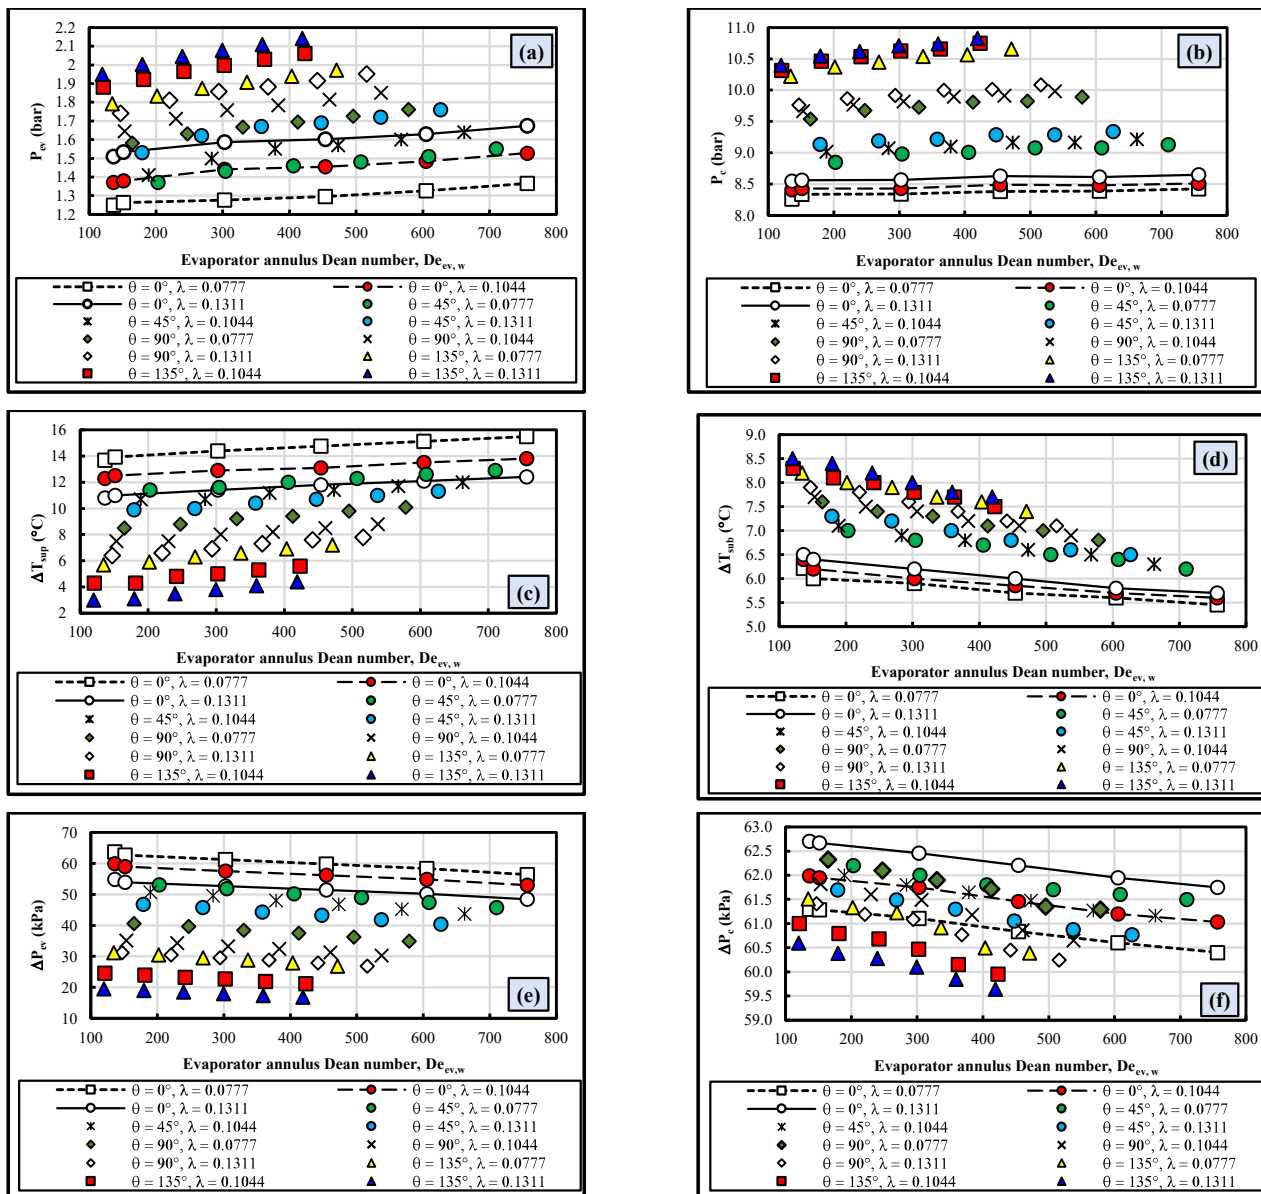 2.2
2.1
2
1.9
1.8
1.7
1.6
1.5
1.4
1.3
1.2
P_ev (bar)
(a)
100 200 300 400 500 600 700 800
Evaporator annulus Dean number, De_ev, w
θ = 0°, λ = 0.0777
θ = 0°, λ = 0.1044
θ = 0°, λ = 0.1311
θ = 45°, λ = 0.0777
θ = 45°, λ = 0.1044
θ = 45°, λ = 0.1311
θ = 90°, λ = 0.0777
θ = 90°, λ = 0.1044
θ = 90°, λ = 0.1311
θ = 135°, λ = 0.0777
θ = 135°, λ = 0.1044
θ = 135°, λ = 0.1311
11.0
10.5
10.0
9.5
9.0
8.5
8.0
P_c (bar)
(b)
100 200 300 400 500 600 700 800
Evaporator annulus Dean number, De_ev, w
θ = 0°, λ = 0.0777
θ = 0°, λ = 0.1044
θ = 0°, λ = 0.1311
θ = 45°, λ = 0.0777
θ = 45°, λ = 0.1044
θ = 45°, λ = 0.1311
θ = 90°, λ = 0.0777
θ = 90°, λ = 0.1044
θ = 90°, λ = 0.1311
θ = 135°, λ = 0.0777
θ = 135°, λ = 0.1044
θ = 135°, λ = 0.1311
16
14
12
10
8
6
4
2
ΔT_sup (°C)
(c)
100 200 300 400 500 600 700 800
Evaporator annulus Dean number, De_ev, w
θ = 0°, λ = 0.0777
θ = 0°, λ = 0.1044
θ = 0°, λ = 0.1311
θ = 45°, λ = 0.0777
θ = 45°, λ = 0.1044
θ = 45°, λ = 0.1311
θ = 90°, λ = 0.0777
θ = 90°, λ = 0.1044
θ = 90°, λ = 0.1311
θ = 135°, λ = 0.0777
θ = 135°, λ = 0.1044
θ = 135°, λ = 0.1311
9.0
8.5
8.0
7.5
7.0
6.5
6.0
5.5
5.0
ΔT_sub (°C)
(d)
100 200 300 400 500 600 700 800
Evaporator annulus Dean number, De_ev, w
θ = 0°, λ = 0.0777
θ = 0°, λ = 0.1044
θ = 0°, λ = 0.1311
θ = 45°, λ = 0.0777
θ = 45°, λ = 0.1044
θ = 45°, λ = 0.1311
θ = 90°, λ = 0.0777
θ = 90°, λ = 0.1044
θ = 90°, λ = 0.1311
θ = 135°, λ = 0.0777
θ = 135°, λ = 0.1044
θ = 135°, λ = 0.1311
70
60
50
40
30
20
10
ΔP_ev (kPa)
(e)
100 200 300 400 500 600 700 800
Evaporator annulus Dean number, De_ev,w
θ = 0°, λ = 0.0777
θ = 0°, λ = 0.1044
θ = 0°, λ = 0.1311
θ = 45°, λ = 0.0777
θ = 45°, λ = 0.1044
θ = 45°, λ = 0.1311
θ = 90°, λ = 0.0777
θ = 90°, λ = 0.1044
θ = 90°, λ = 0.1311
θ = 135°, λ = 0.0777
θ = 135°, λ = 0.1044
θ = 135°, λ = 0.1311
63.0
62.5
62.0
61.5
61.0
60.5
60.0
59.5
59.0
ΔP_c (kPa)
(f)
100 200 300 400 500 600 700 800
Evaporator annulus Dean number, De_ev, w
θ = 0°, λ = 0.0777
θ = 0°, λ = 0.1044
θ = 0°, λ = 0.1311
θ = 45°, λ = 0.0777
θ = 45°, λ = 0.1044
θ = 45°, λ = 0.1311
θ = 90°, λ = 0.0777
θ = 90°, λ = 0.1044
θ = 90°, λ = 0.1311
θ = 135°, λ = 0.0777
θ = 135°, λ = 0.1044
θ = 135°, λ = 0.1311